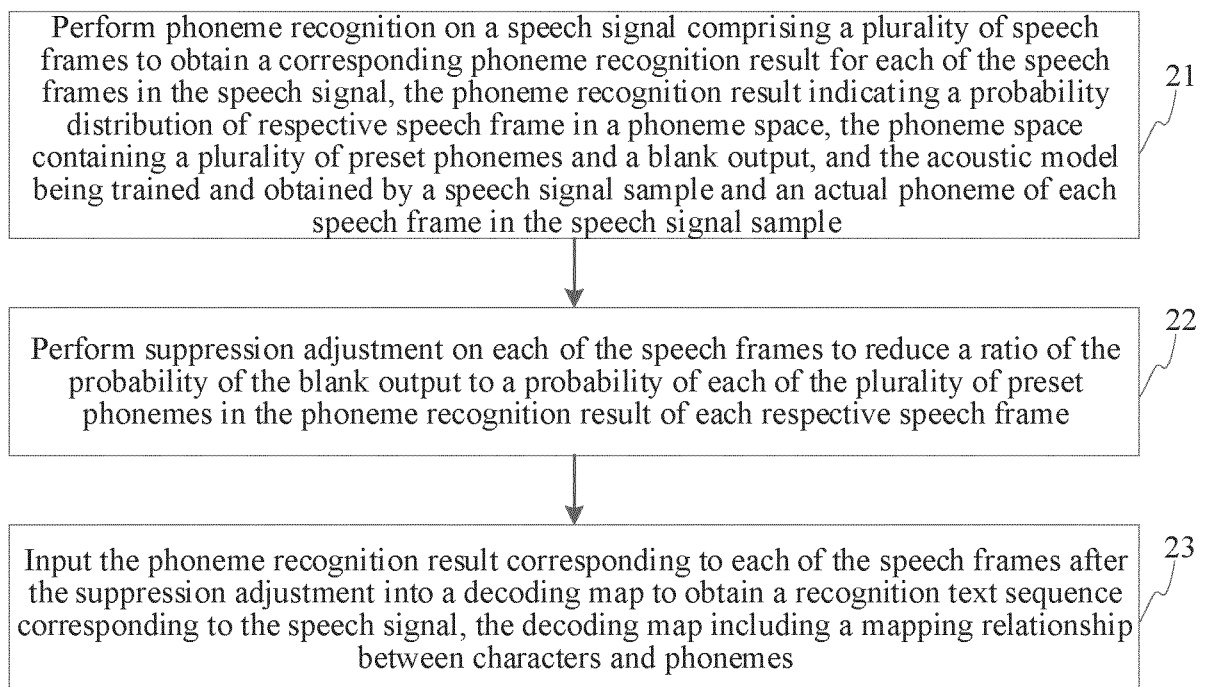 Perform phoneme recognition on a speech signal comprising a plurality of speech
frames to obtain a corresponding phoneme recognition result for each of the speech
frames in the speech signal, the phoneme recognition result indicating a probability
distribution of respective speech frame in a phoneme space, the phoneme space
containing a plurality of preset phonemes and a blank output, and the acoustic model
being trained and obtained by a speech signal sample and an actual phoneme of each
speech frame in the speech signal sample
21
Perform suppression adjustment on each of the speech frames to reduce a ratio of the
probability of the blank output to a probability of each of the plurality of preset
phonemes in the phoneme recognition result of each respective speech frame
22
Input the phoneme recognition result corresponding to each of the speech frames after
the suppression adjustment into a decoding map to obtain a recognition text sequence
corresponding to the speech signal, the decoding map including a mapping relationship
between characters and phonemes
23